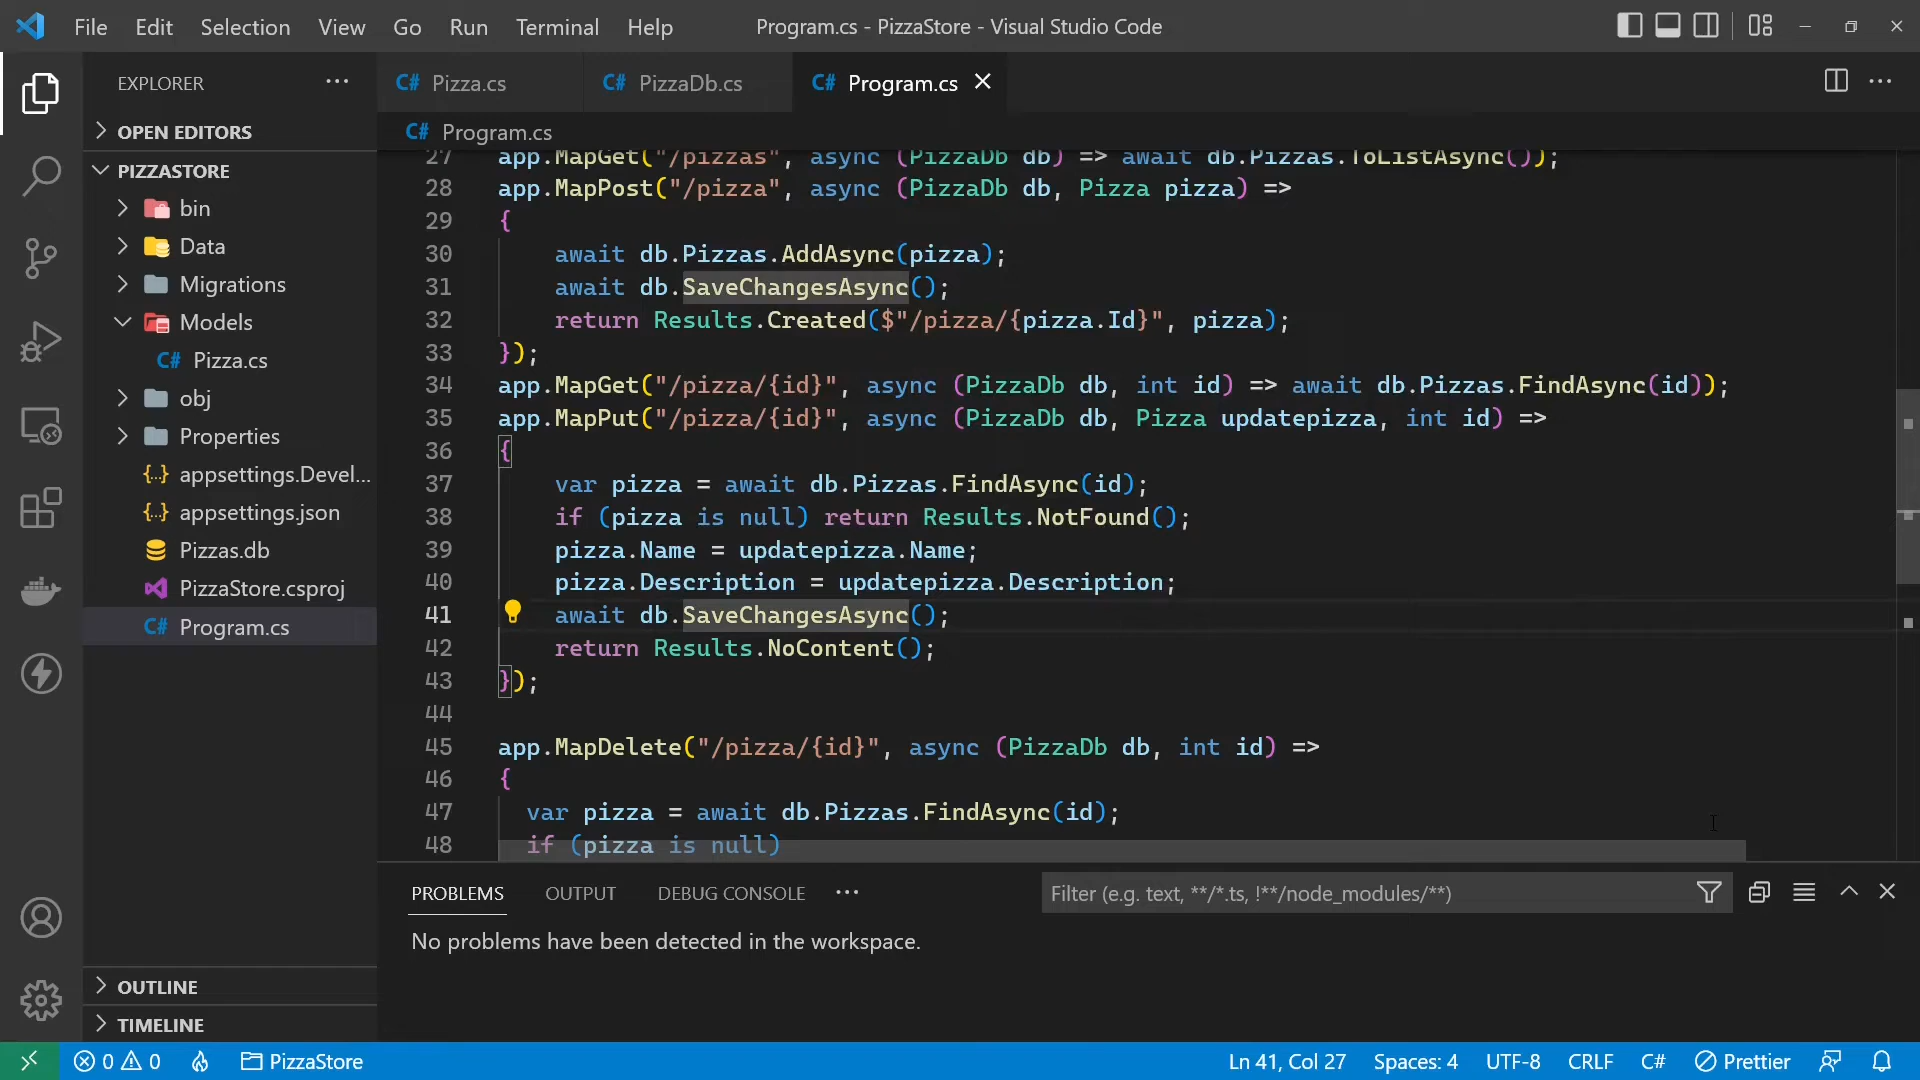 File Edit Selection View Go Run Terminal Help
Program.cs - PizzaStore - Visual Studio Code
EXPLORER
OPEN EDITORS
PIZZASTORE
bin
Data
Migrations
Models
C# Pizza.cs
obj
Properties
{..} appsettings.Devel...
{..} appsettings.json
Pizzas.db
PizzaStore.csproj
C# Program.cs
OUTLINE
TIMELINE
C# Pizza.cs
C# PizzaDb.cs
C# Program.cs
C# Program.cs
27 app.MapGet("/pizzas", async (PizzaDb db) => await db.Pizzas.ToListAsync());
28 app.MapPost("/pizza", async (PizzaDb db, Pizza pizza) =>
29 {
30 await db.Pizzas.AddAsync(pizza);
31 await db.SaveChangesAsync();
32 return Results.Created($"/pizza/{pizza.Id}", pizza);
33 });
34 app.MapGet("/pizza/{id}", async (PizzaDb db, int id) => await db.Pizzas.FindAsync(id));
35 app.MapPut("/pizza/{id}", async (PizzaDb db, Pizza updatepizza, int id) =>
36 {
37 var pizza = await db.Pizzas.FindAsync(id);
38 if (pizza is null) return Results.NotFound();
39 pizza.Name = updatepizza.Name;
40 pizza.Description = updatepizza.Description;
41 await db.SaveChangesAsync();
42 return Results.NoContent();
43 });
44
45 app.MapDelete("/pizza/{id}", async (PizzaDb db, int id) =>
46 {
47 var pizza = await db.Pizzas.FindAsync(id);
48 if (pizza is null)
PROBLEMS OUTPUT DEBUG CONSOLE
Filter (e.g. text, **/*.ts, !**/node_modules/**)
No problems have been detected in the workspace.
0 0 PizzaStore
Ln 41, Col 27 Spaces: 4 UTF-8 CRLF C# Prettier